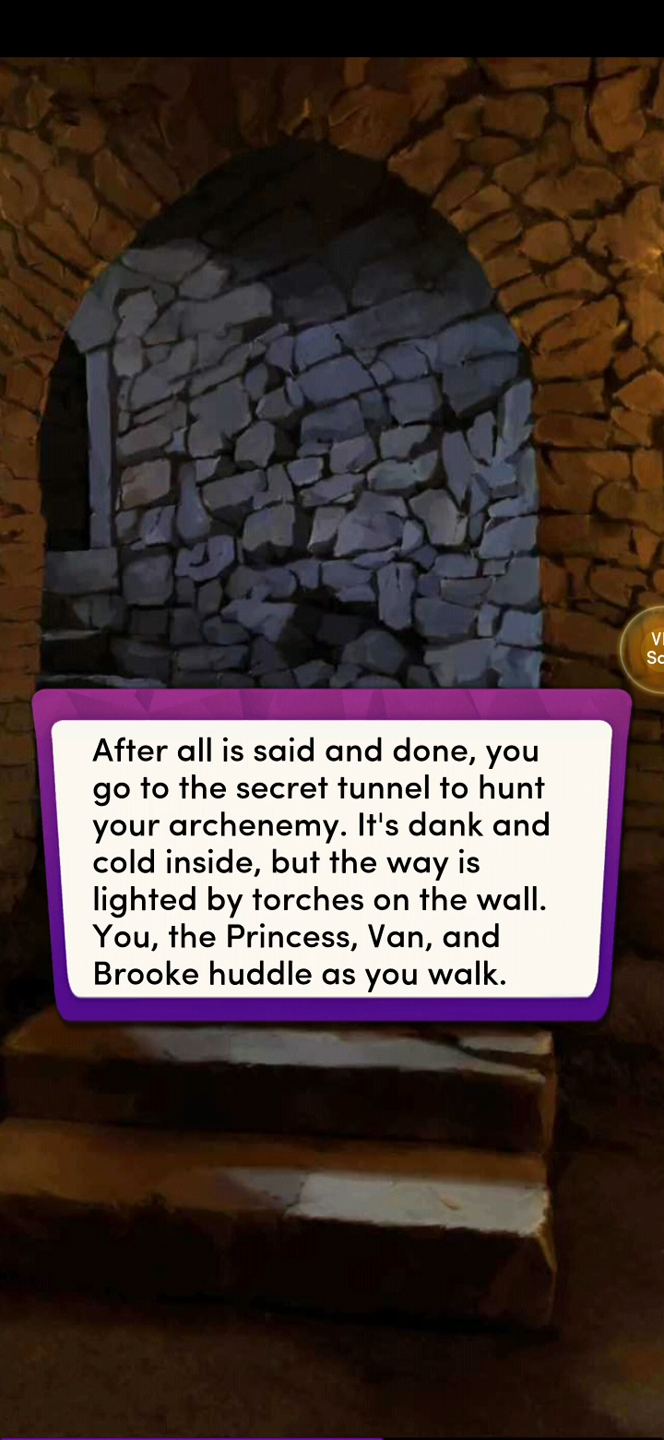 After all is said and done, you
go to the secret tunnel to hunt
your archenemy. It's dank and
cold inside, but the way is
lighted by torches on the wall.
You, the Princess, Van, and
Brooke huddle as you walk.